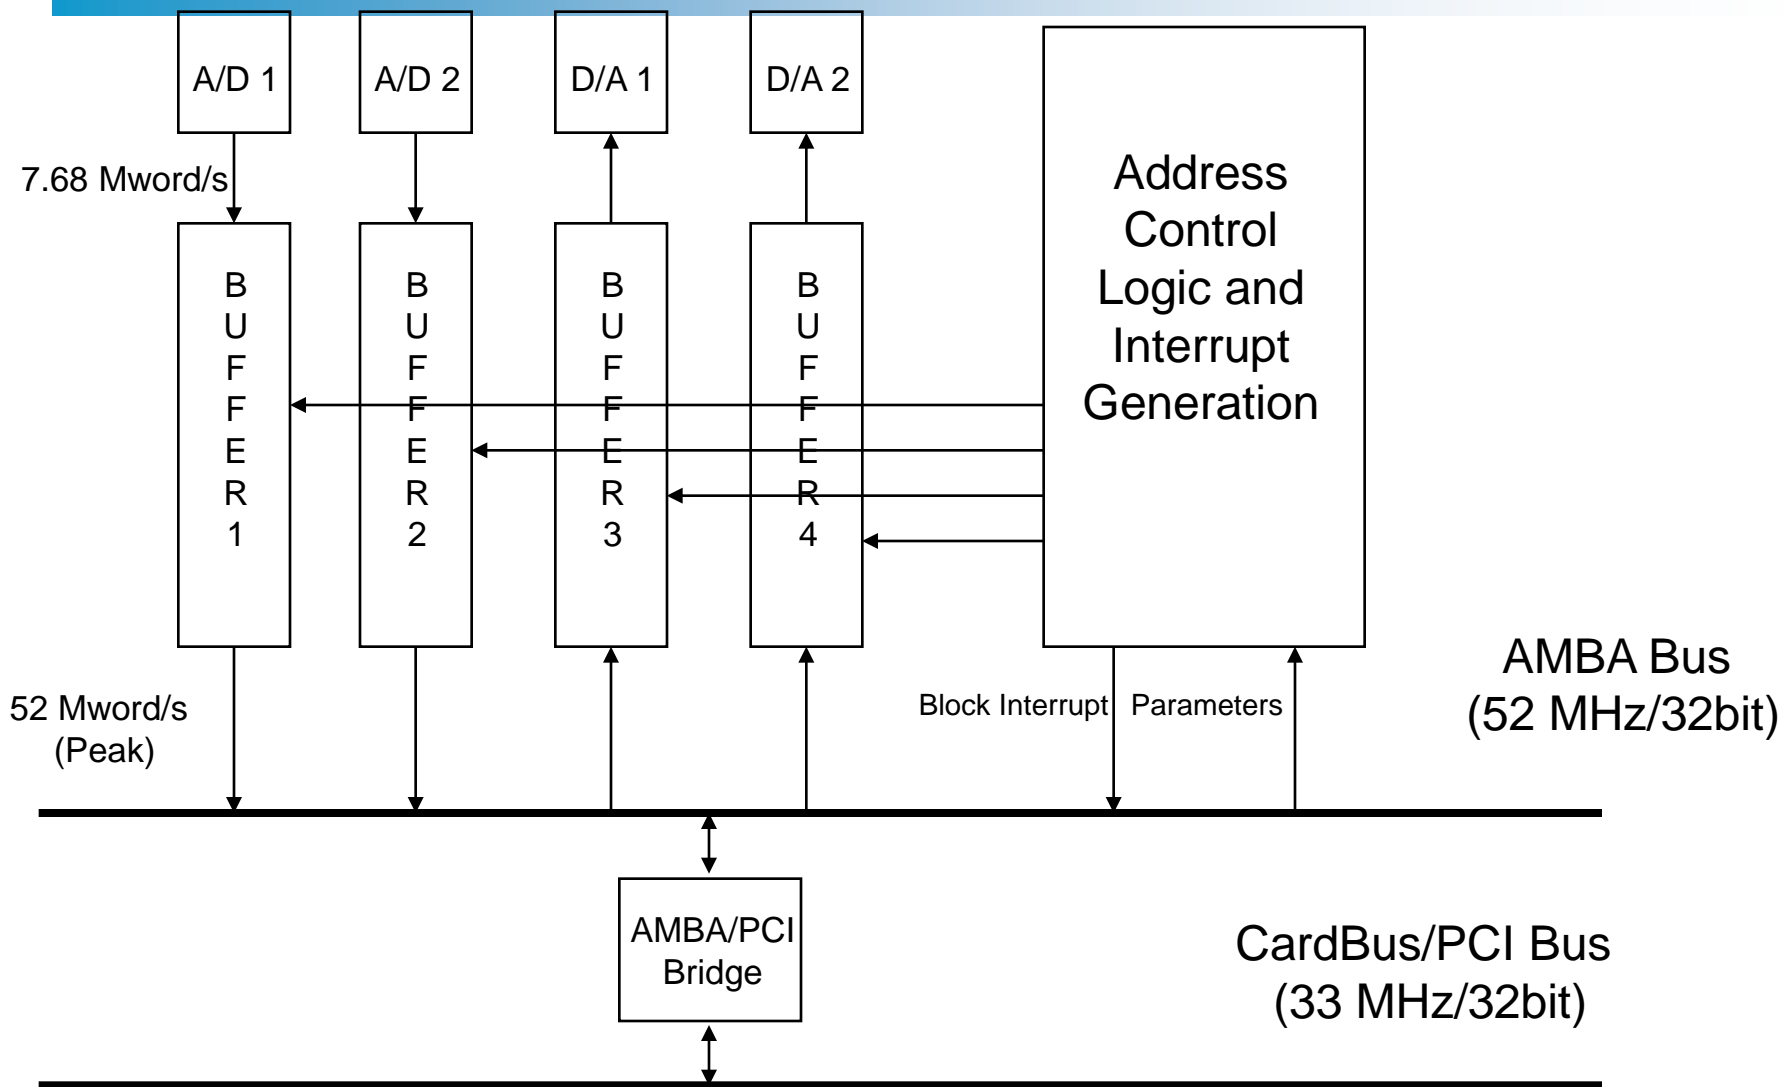 A/D 1
A/D 2
D/A 1
D/A 2
7.68 Mword/s
B
U
F
F
E
R
1
B
U
F
F
E
R
2
B
U
F
F
E
R
3
B
U
F
F
E
R
4
Address
Control
Logic and
Interrupt
Generation
52 Mword/s
(Peak)
Block Interrupt
Parameters
AMBA Bus
(52 MHz/32bit)
AMBA/PCI
Bridge
CardBus/PCI Bus
(33 MHz/32bit)